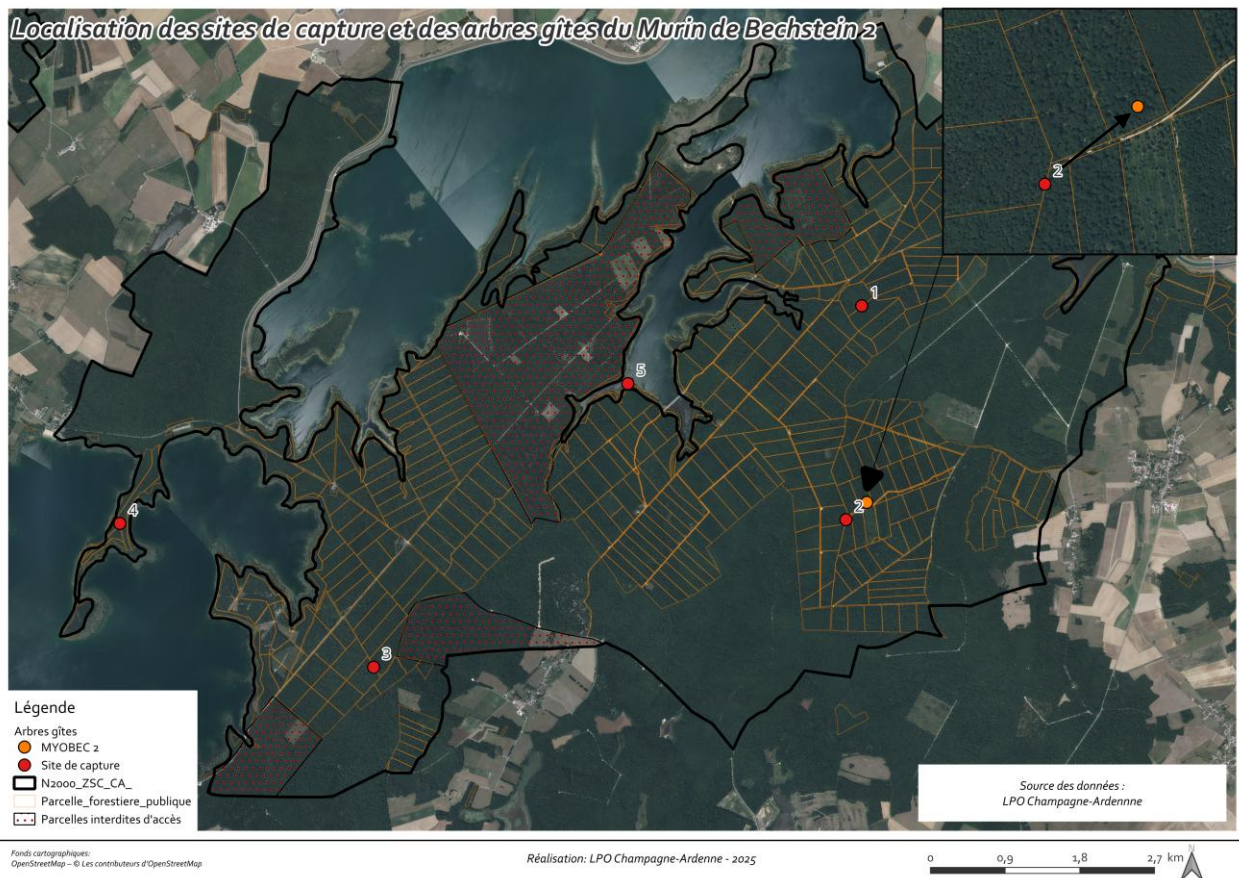 Localisation des sites de capture et des arbres gîtes du Murin de Bechstein 2
2
1
5
2
4
3
Légende
Arbres gîtes
MYOBEC 2
Site de capture
N2000_ZSC_CA_
Parcelle_forestiere_publique
Parcelles interdites d'accès
Source des données :
LPO Champagne-Ardennne
Fonds cartographiques:
OpenStreetMap – © Les contributeurs d'OpenStreetMap
Réalisation: LPO Champagne-Ardenne - 2025
0 0,9 1,8 2,7 km
N